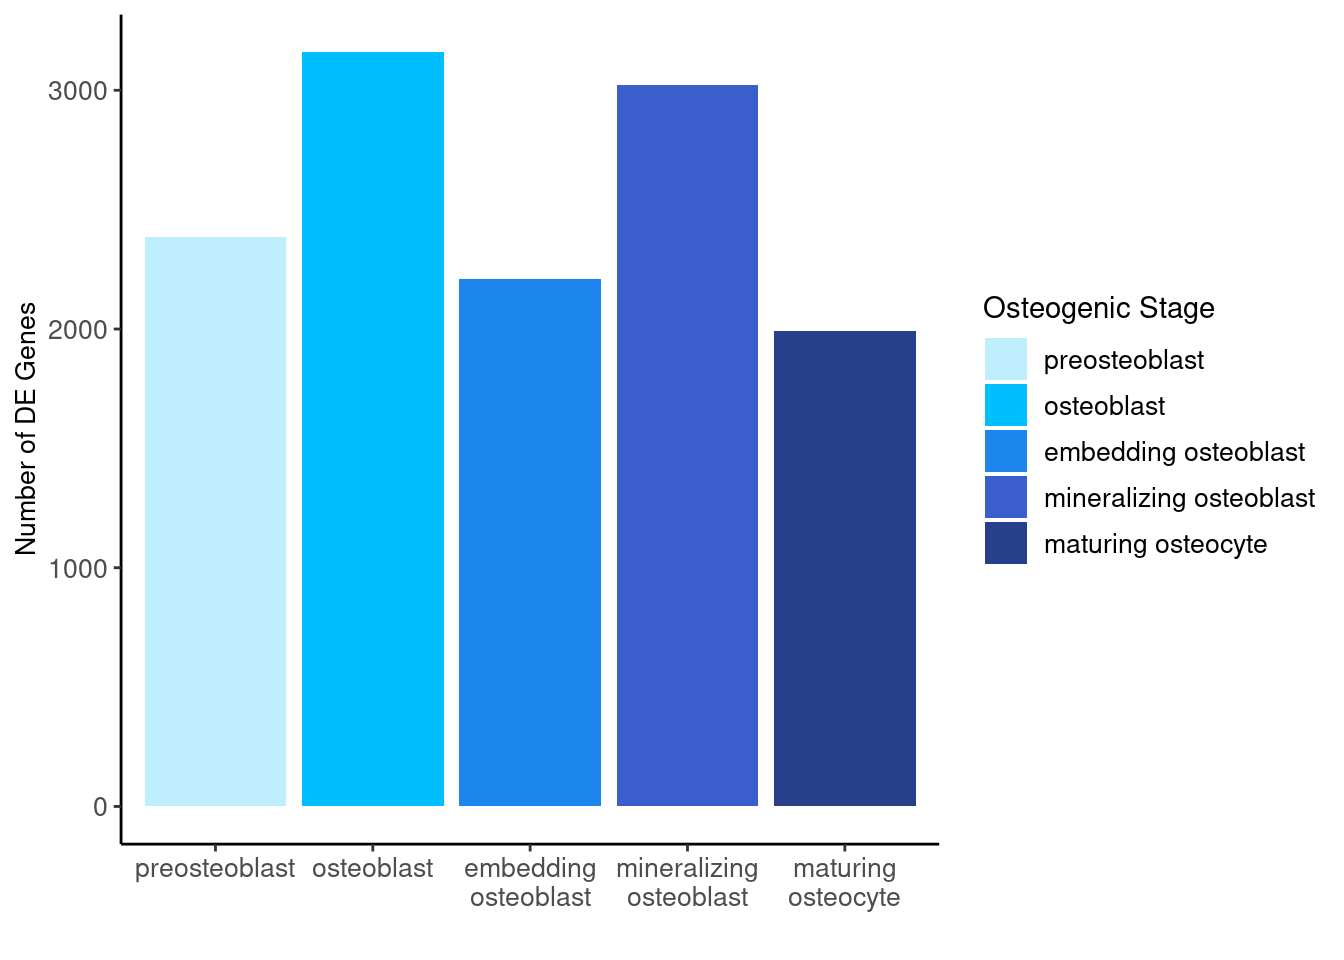 Number of DE Genes
3000
2000
1000
0
preosteoblast
osteoblast
embedding
osteoblast
mineralizing
osteoblast
maturing
osteocyte
Osteogenic Stage
preosteoblast
osteoblast
embedding osteoblast
mineralizing osteoblast
maturing osteocyte